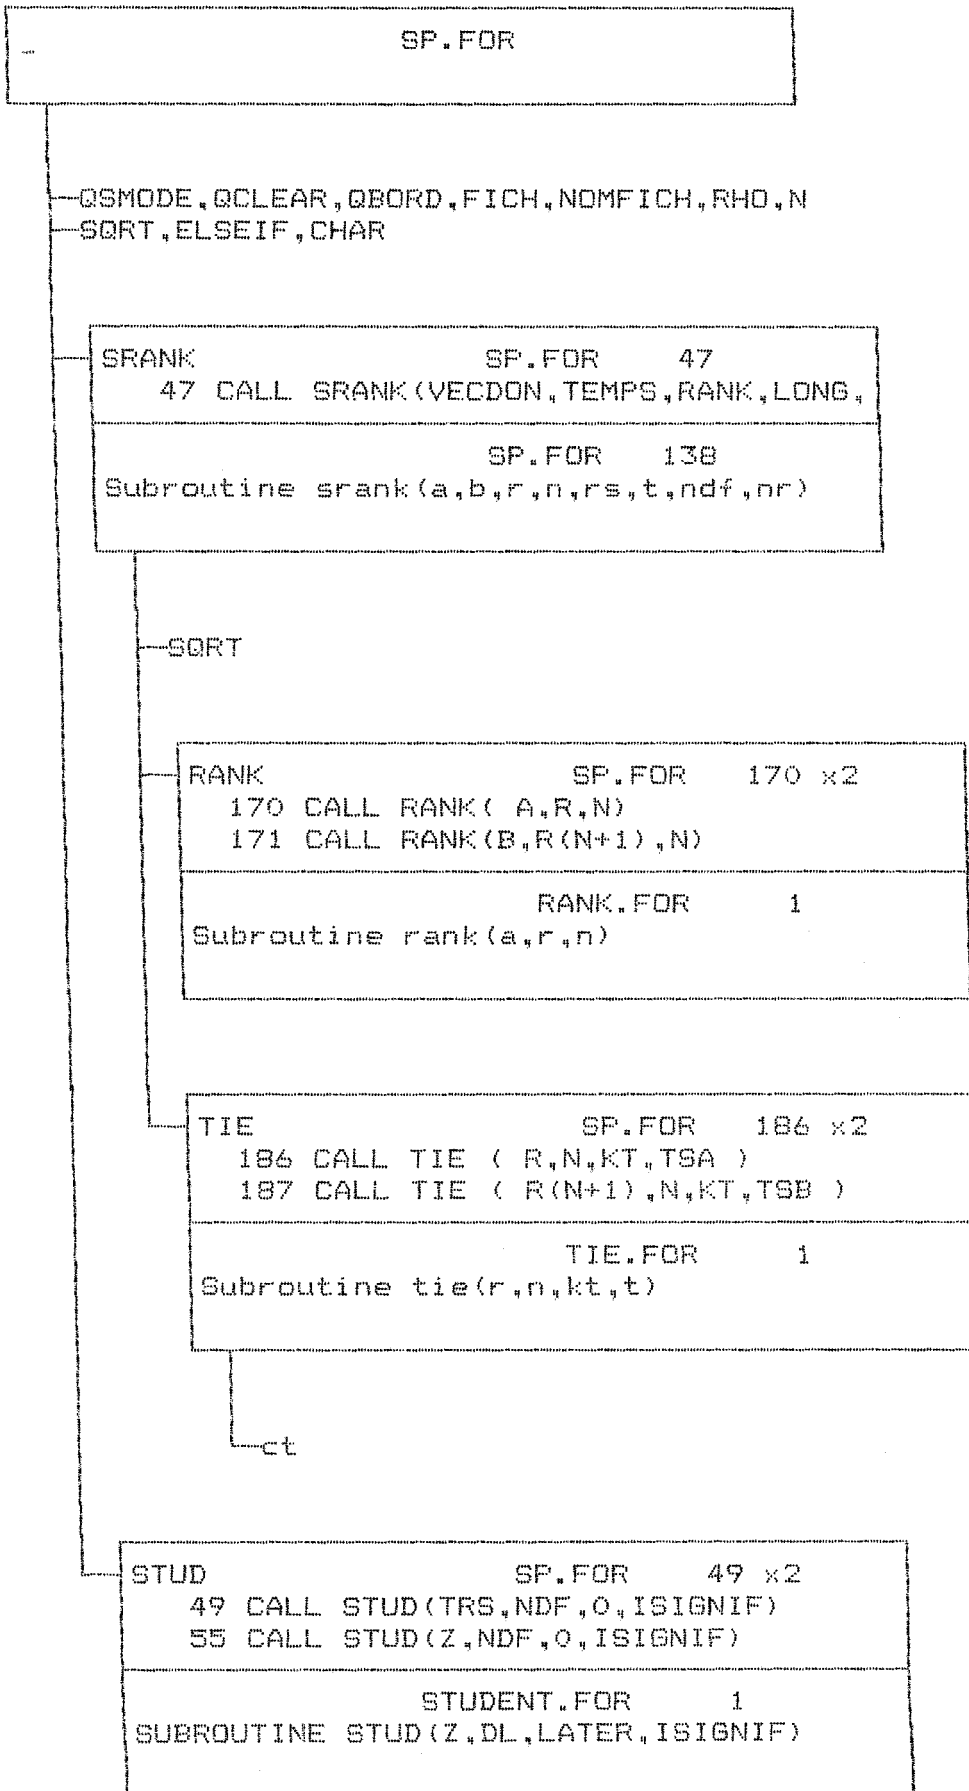 SP.FOR
QSMODE,QCLEAR,QBORD,FICH,NOMFICH,RHO,N
SQRT,ELSEIF,CHAR
SRANK SP.FOR 47
47 CALL SRANK(VECDON,TEMPS,RANK,LONG,
SP.FOR 138
Subroutine srank(a,b,r,n,rs,t,ndf,nr)
SQRT
RANK SP.FOR 170 x2
170 CALL RANK( A,R,N)
171 CALL RANK(B,R(N+1),N)
RANK.FOR 1
Subroutine rank(a,r,n)
TIE SP.FOR 186 x2
186 CALL TIE ( R,N,KT,TSA )
187 CALL TIE ( R(N+1),N,KT,TSB )
TIE.FOR 1
Subroutine tie(r,n,kt,t)
ct
STUD SP.FOR 49 x2
49 CALL STUD(TRS,NDF,0,ISIGNIF)
55 CALL STUD(Z,NDF,0,ISIGNIF)
STUDENT.FOR 1
SUBROUTINE STUD(Z,DL,LATER,ISIGNIF)